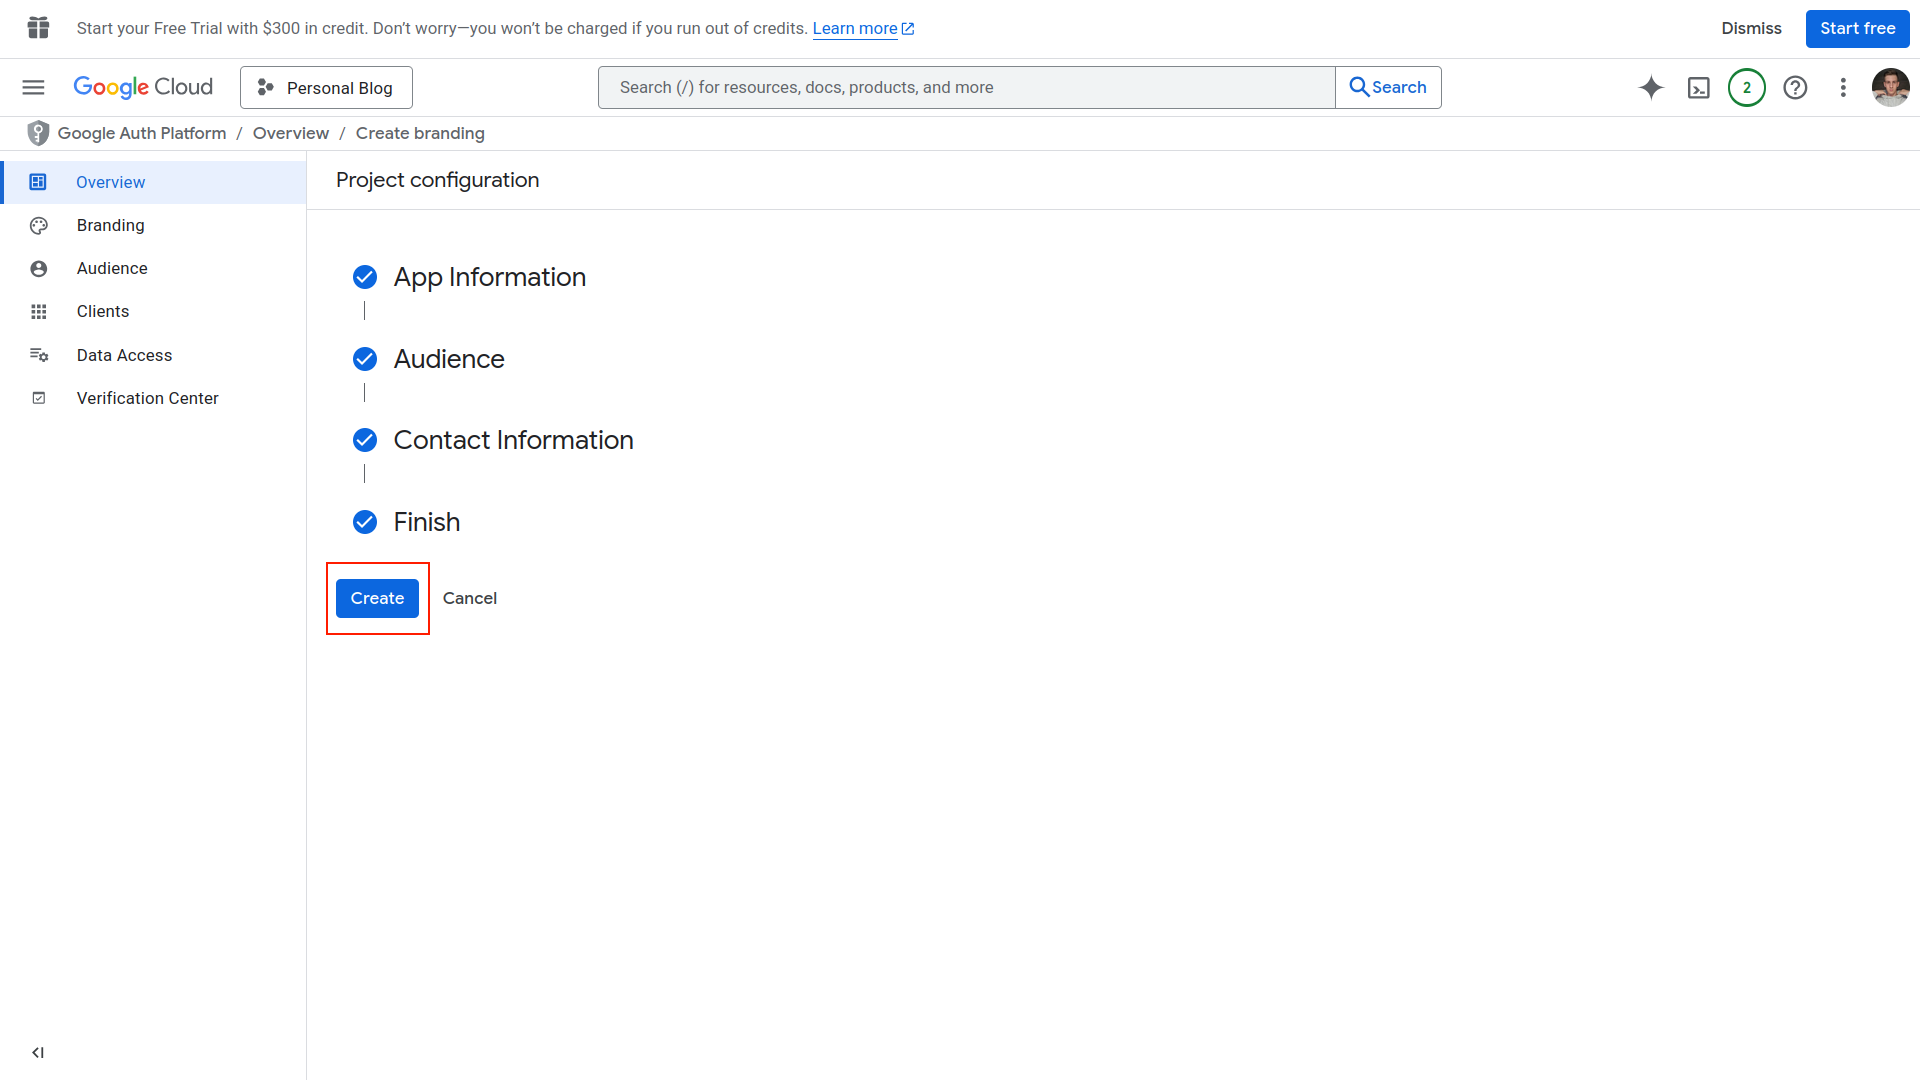 Start your Free Trial with $300 in credit. Don’t worry—you won’t be charged if you run out of credits. Learn more
Dismiss
Start free
Google Cloud
Personal Blog
Search (/) for resources, docs, products, and more
Search
2
Google Auth Platform / Overview / Create branding
Overview
Branding
Audience
Clients
Data Access
Verification Center
Project configuration
App Information
Audience
Contact Information
Finish
Create
Cancel